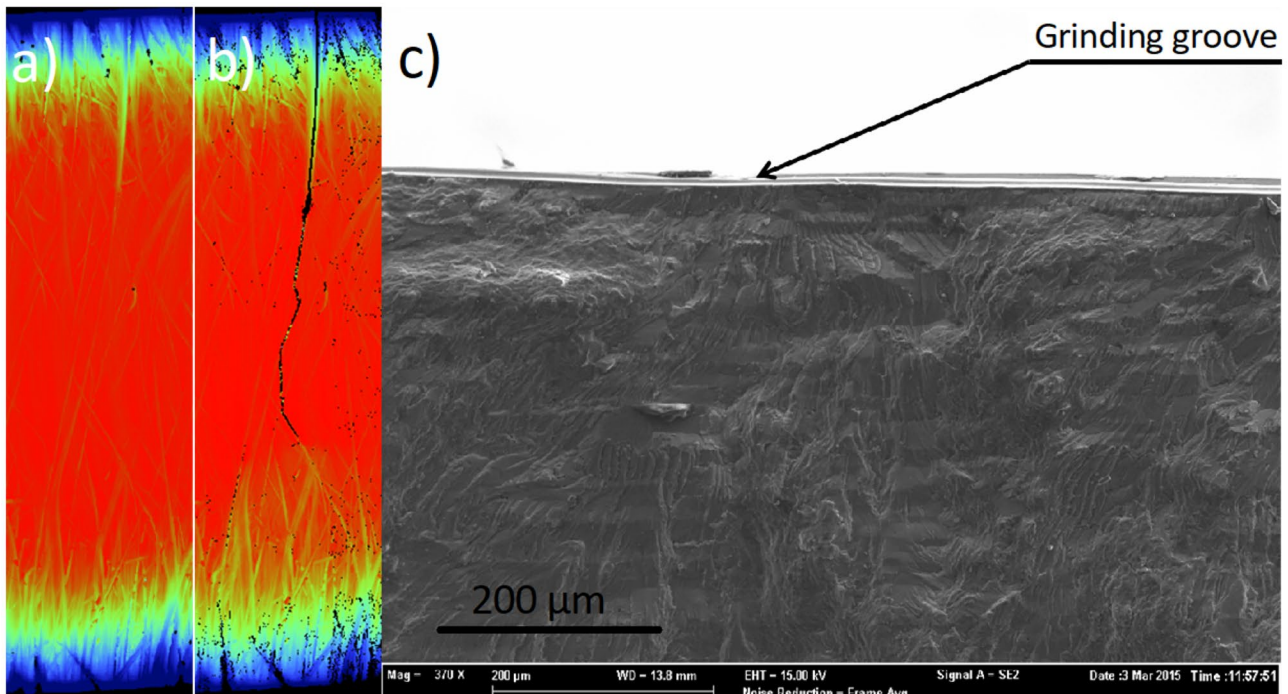 a)
b)
c)
Grinding groove
200 µm
Mag = 370 X
200 µm
WD = 13.8 mm
EHT = 15.00 kV
Signal A = SE2
Date :3 Mar 2015
Time :11:57:51
Noise Reduction = Frame Avg